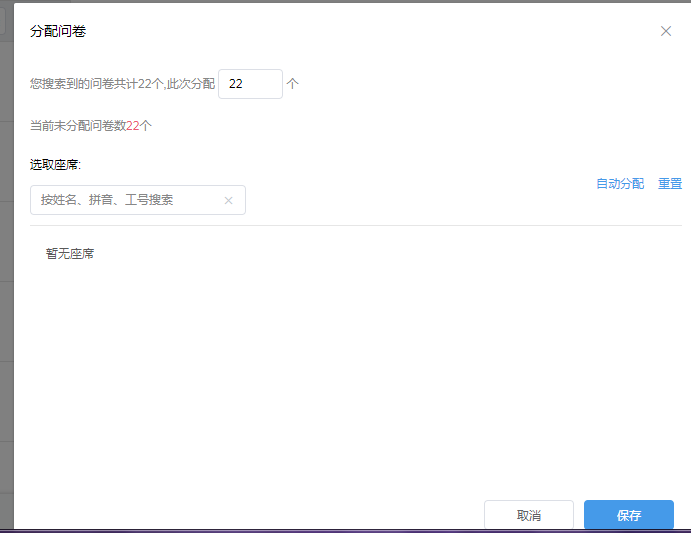 分配问卷
您搜索到的问卷共计22个,此次分配 22 个
当前未分配问卷数22个
选取座席:
自动分配 重置
按姓名、拼音、工号搜索
暂无座席
取消 保存